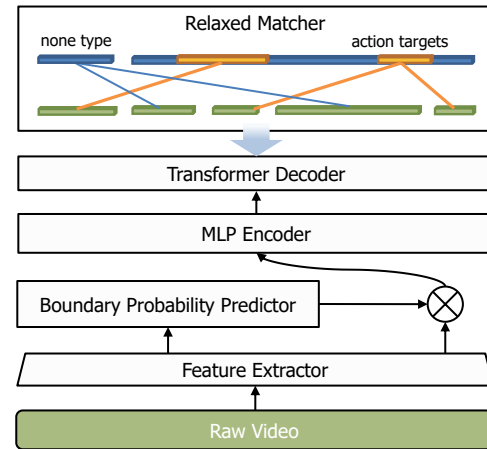 Relaxed Matcher
none type
action targets
Transformer Decoder
MLP Encoder
Boundary Probability Predictor
Feature Extractor
Raw Video